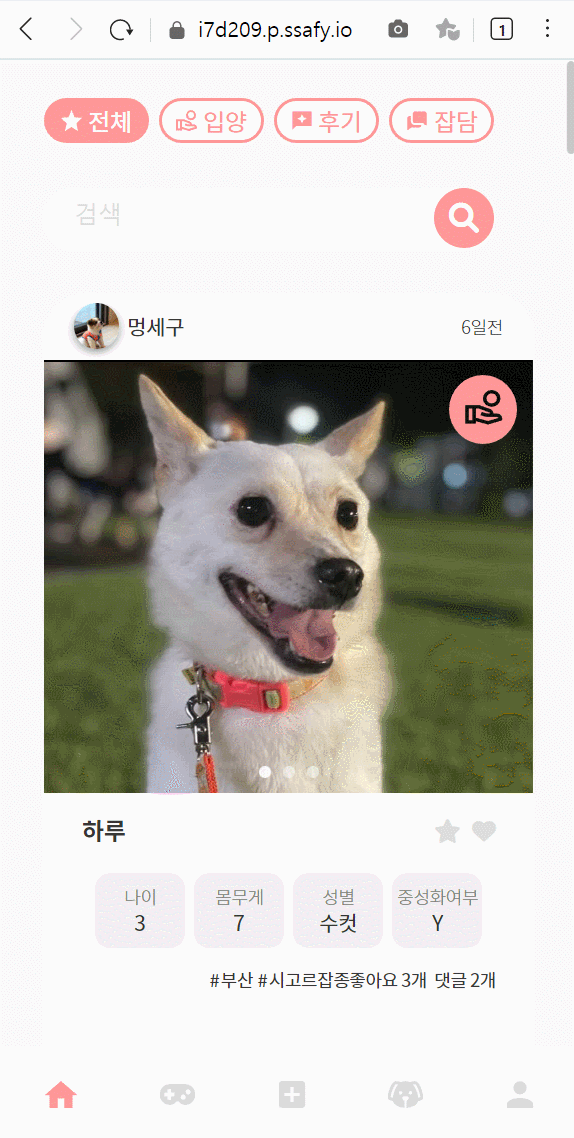 i7d209.p.ssafy.io
1
전체 입양 후기 잡담
검색
멍세구 6일전
하루
나이 몸무게 성별 중성화여부
3 7 수컷 Y
#부산 #시고르잡종좋아요 3개 댓글 2개